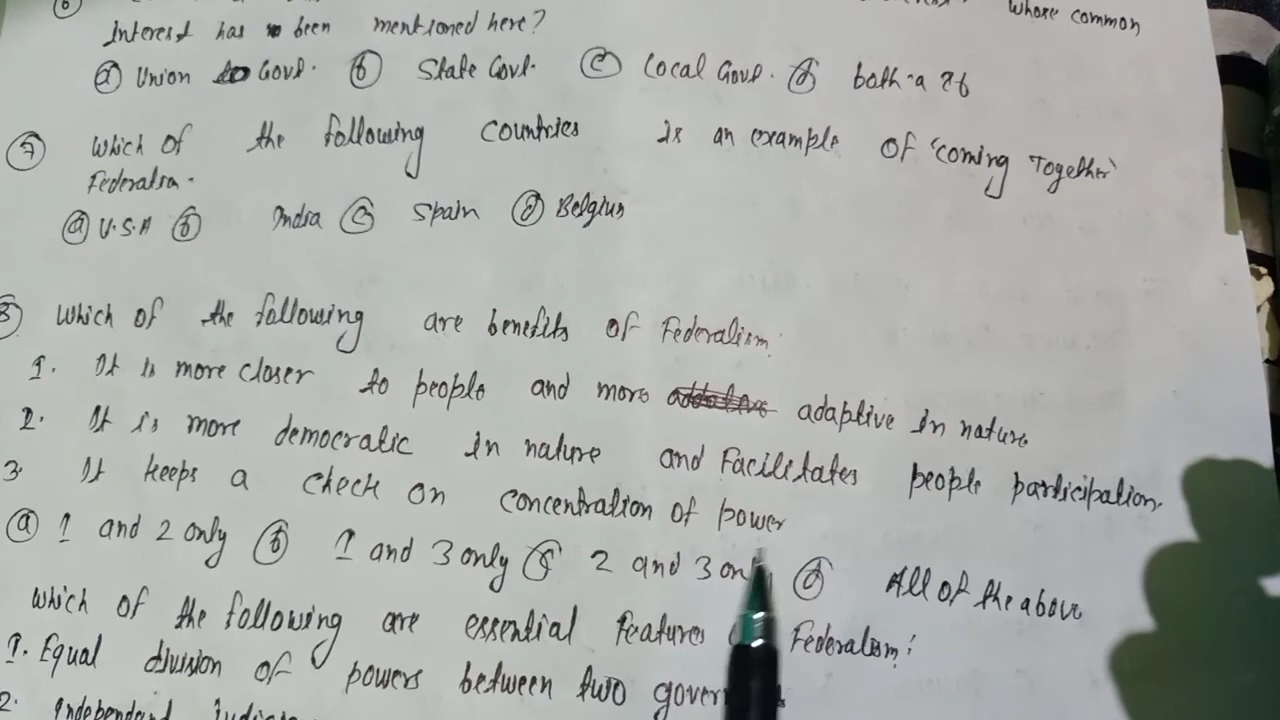 6
whose common
Interest has been mentioned here?
a Union Govt. b State Govt. c Local Govt. d both a & b
7 Which of the following countries is an example of 'coming Together'
Federalism.
a U.S.A b India c Spain d Belgium
8 Which of the following are benefits of Federalism:
1. It is more closer to people and more adaptive in nature
2. It is more democratic in nature and Facilitates people participation.
3. It keeps a check on concentration of power
a 1 and 2 only b 1 and 3 only c 2 and 3 only d All of the above
Which of the following are essential features Federalism:
1. Equal division of powers between two
2. Independent